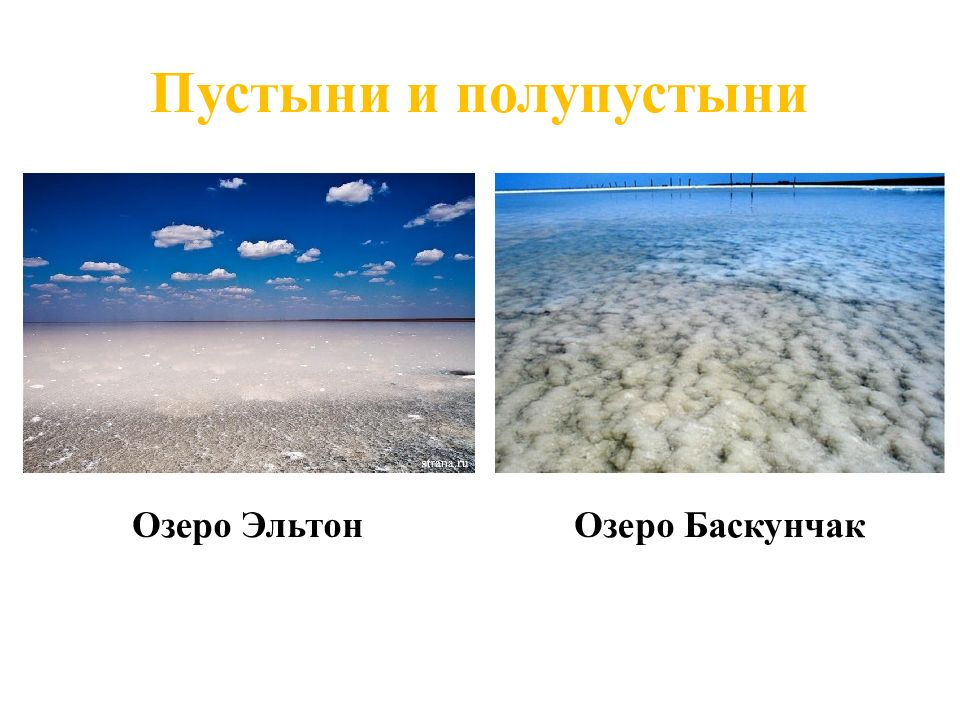 Пустыни и полупустыни
strana.ru
Озеро Эльтон
Озеро Баскунчак